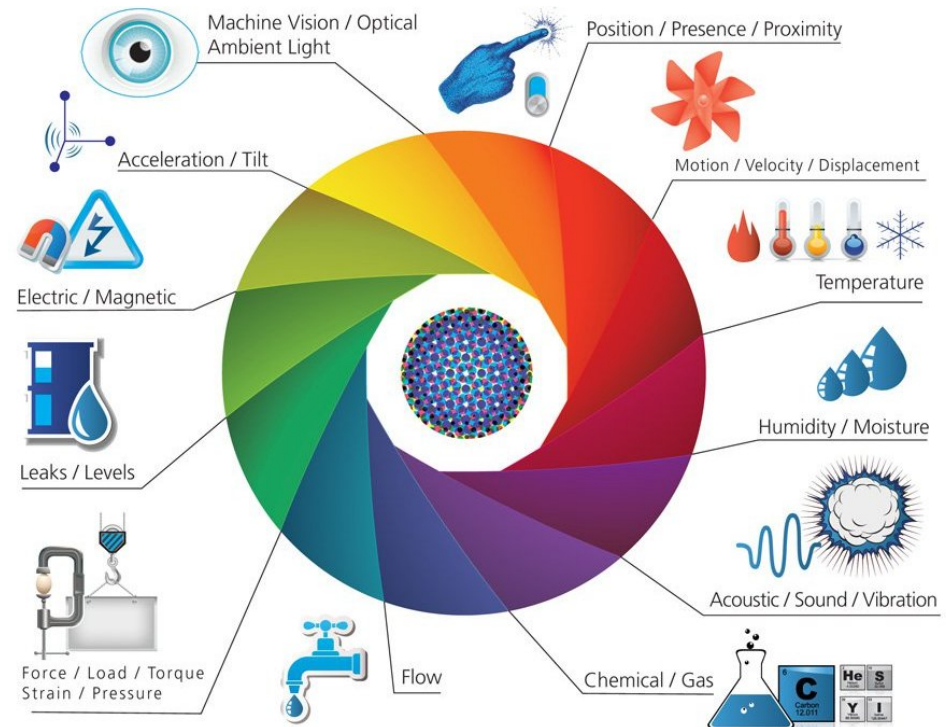 Machine Vision / Optical
Ambient Light
Position / Presence / Proximity
Acceleration / Tilt
Motion / Velocity / Displacement
Electric / Magnetic
Temperature
Leaks / Levels
Humidity / Moisture
Force / Load / Torque
Strain / Pressure
Acoustic / Sound / Vibration
Flow
Chemical / Gas
6
C
Carbon
12.011
He
S
Y
I